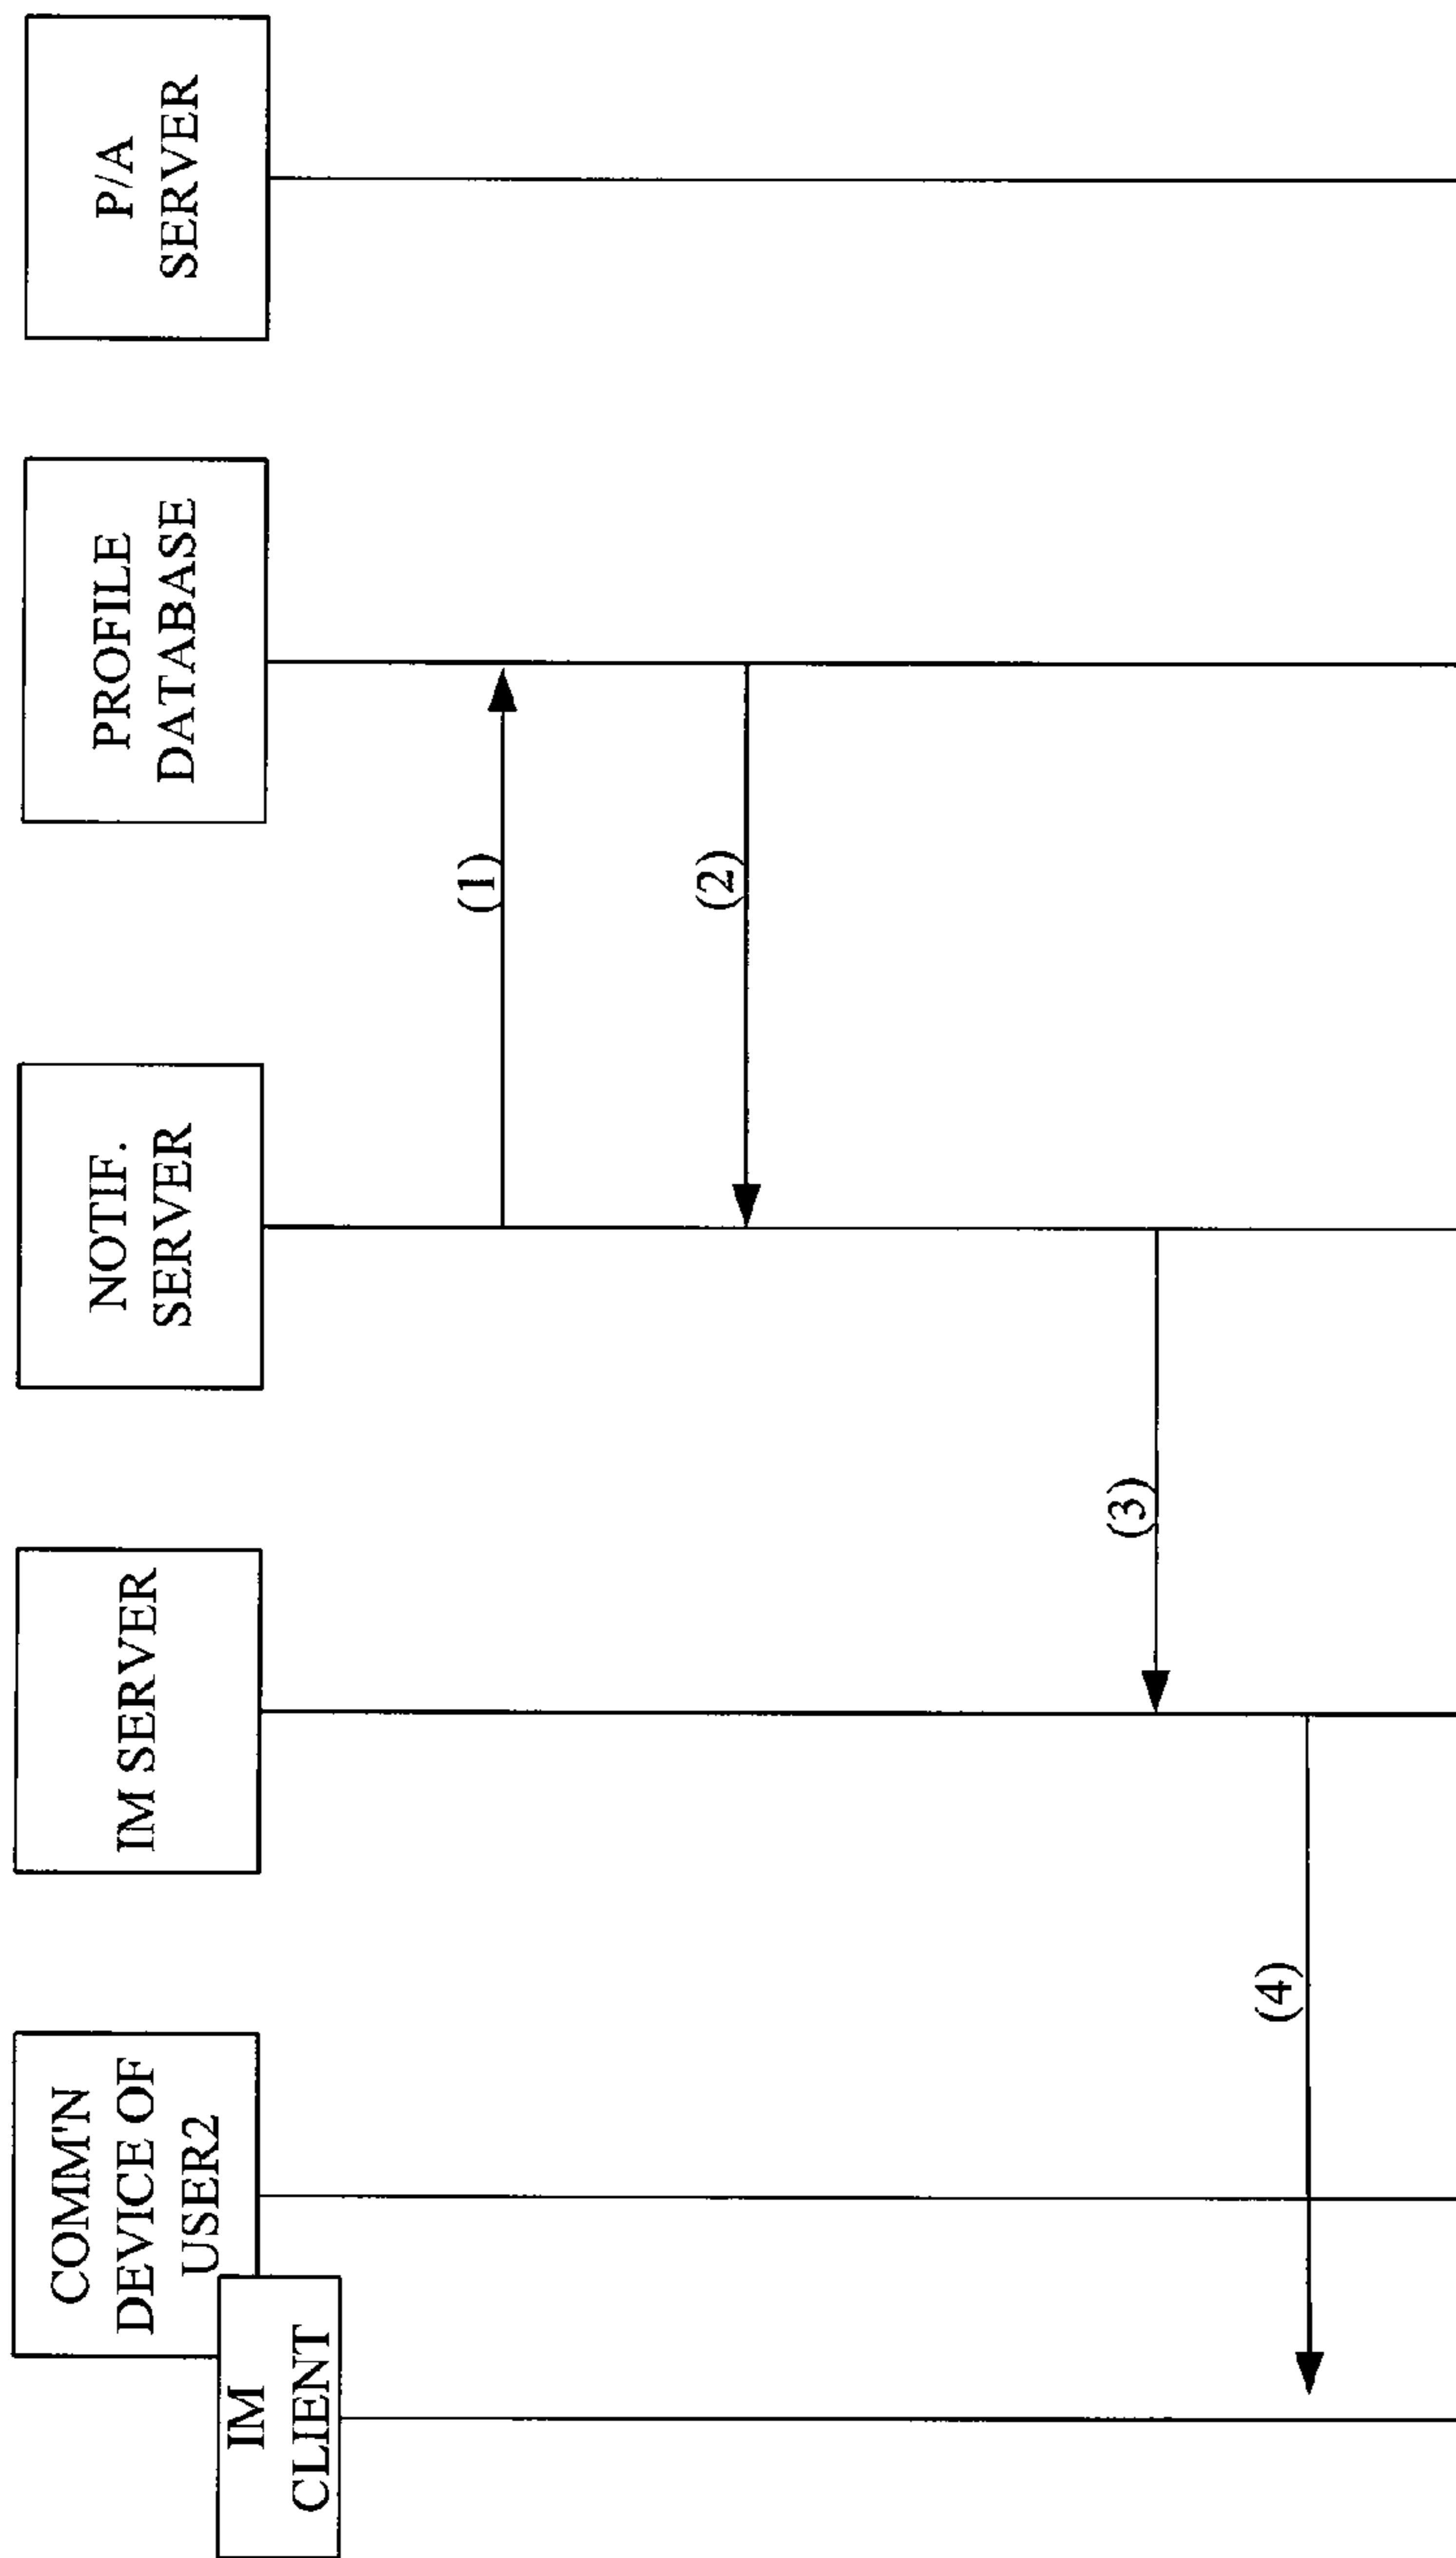 COMM'N
DEVICE OF
USER2
IM
CLIENT
IM SERVER
NOTIF.
SERVER
PROFILE
DATABASE
P/A
SERVER
(1)
(2)
(3)
(4)